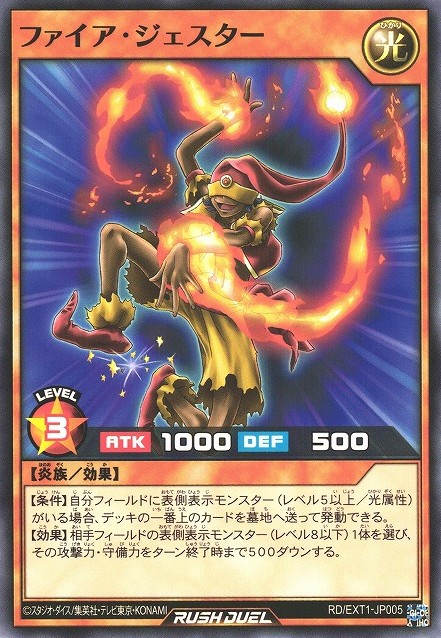 ファイア・ジェスター
ひかり
光
LEVEL
3
ATK 1000 DEF 500
【炎族／効果】
【条件】自分フィールドに表側表示モンスター（レベル５以上／光属性）
がいる場合、デッキの一番上のカードを墓地へ送って発動できる。
【効果】相手フィールドの表側表示モンスター（レベル８以下）１体を選び、
その攻撃力・守備力をターン終了時まで５００ダウンする。
©スタジオ・ダイス/集英社・テレビ東京・KONAMI
RUSH DUEL
RD/EXT1-JP005